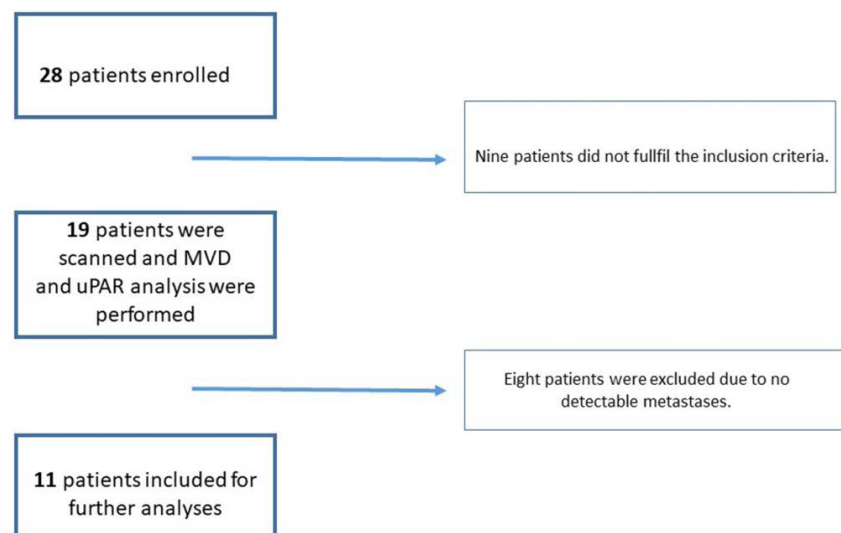 28 patients enrolled
Nine patients did not fullfil the inclusion criteria.
19 patients were
scanned and MVD
and uPAR analysis were
performed
Eight patients were excluded due to no
detectable metastases.
11 patients included for
further analyses